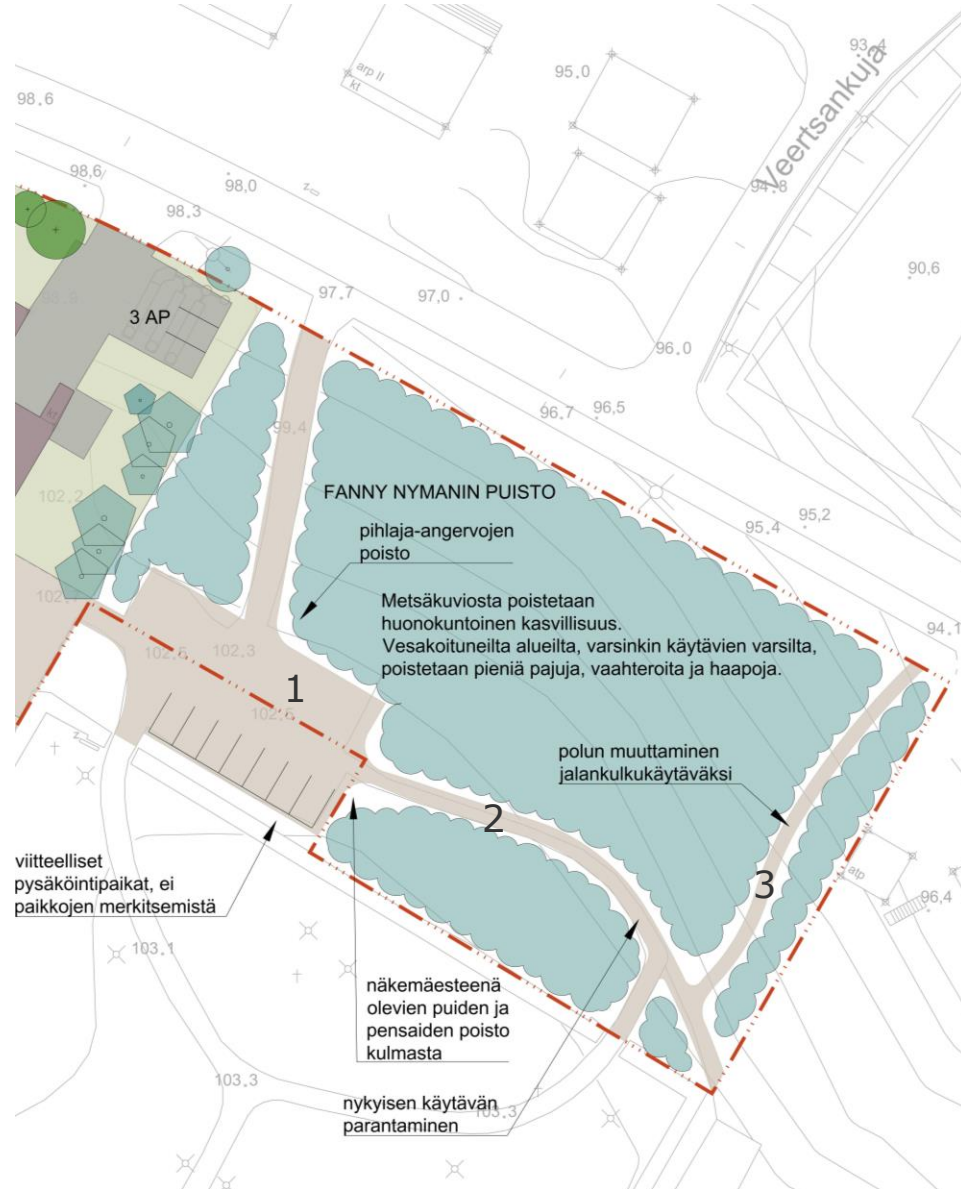 93.4
Veertsankuja
arp II
kt
95.0
98.6
98,6
98,0
98.3
94.8
z
90,6
97.7
97,0
3 AP
96.0
99.4
96.7
96,5
kt
FANNY NYMANIN PUISTO
102.2
95.4
95,2
pihlaja-angervojen
poisto
Metsäkuviosta poistetaan
huonokuntoinen kasvillisuus.
Vesakoituneilta alueilta, varsinkin käytävien varsilta,
poistetaan pieniä pajuja, vaahteroita ja haapoja.
94.1
102.3
1
z
polun muuttaminen
jalankulkukäytäväksi
2
3
atp
96,4
viitteelliset
pysäköintipaikat, ei
paikkojen merkitsemistä
103.1
näkemäesteenä
olevien puiden ja
pensaiden poisto
kulmasta
103.3
nykyisen käytävän
parantaminen
103.3